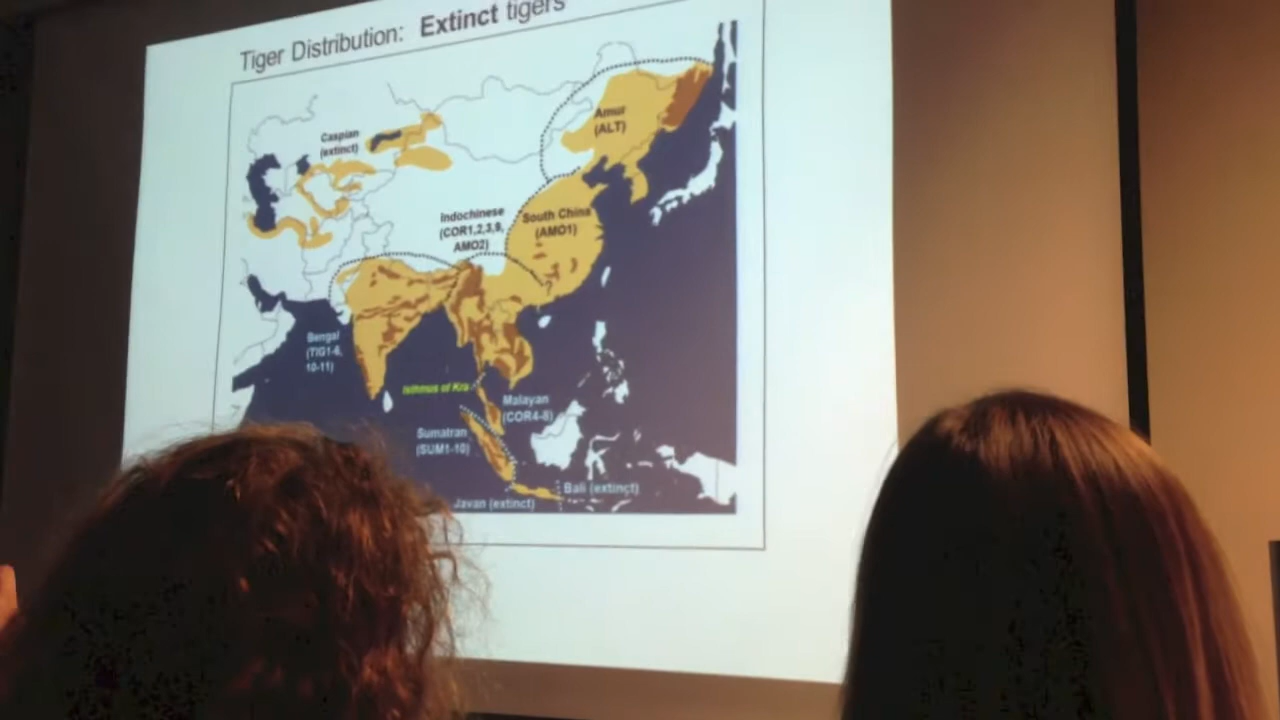 Tiger Distribution: Extinct tigers
Caspian
(extinct)
Amur
(ALT)
Indochinese
(COR1,2,3,9,
AMO2)
South China
(AMO1)
?
Bengal
(TIG1-6,
10-11)
Isthmus of Kra
Malayan
(COR4-8)
Sumatran
(SUM1-10)
Bali (extinct)
Javan (extinct)